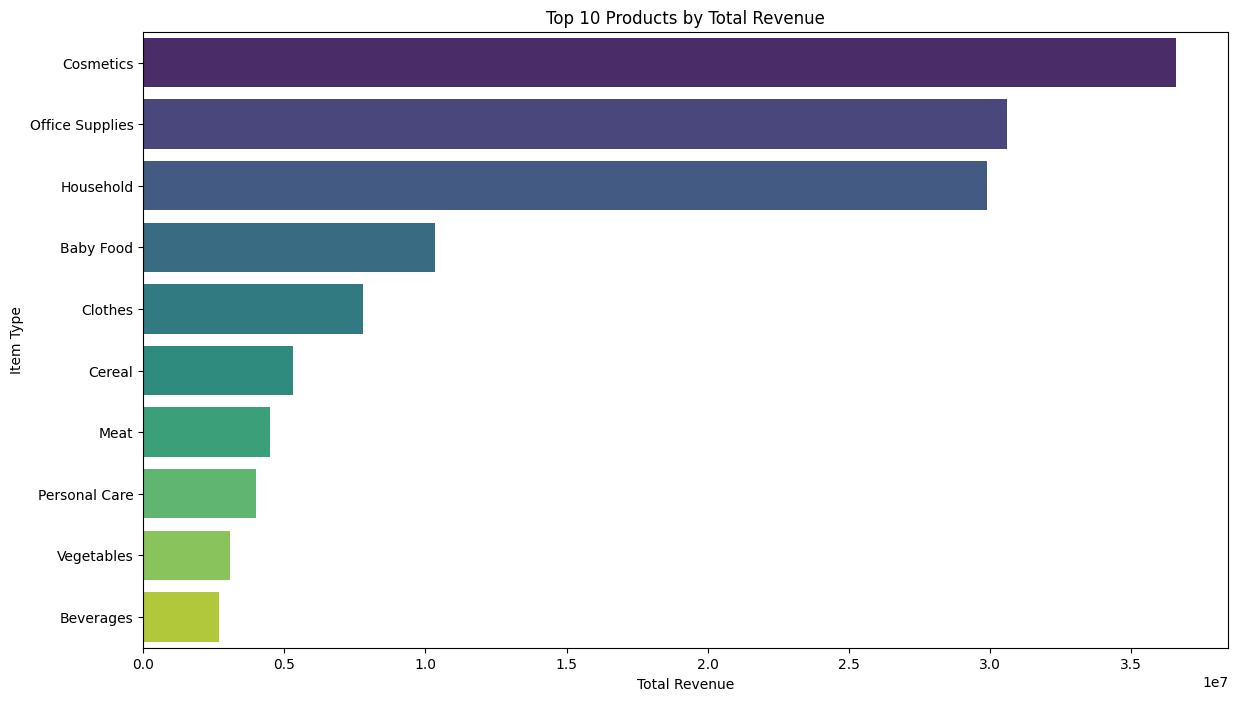 Top 10 Products by Total Revenue
Item Type
Cosmetics
Office Supplies
Household
Baby Food
Clothes
Cereal
Meat
Personal Care
Vegetables
Beverages
0.0 0.5 1.0 1.5 2.0 2.5 3.0 3.5
1e7
Total Revenue